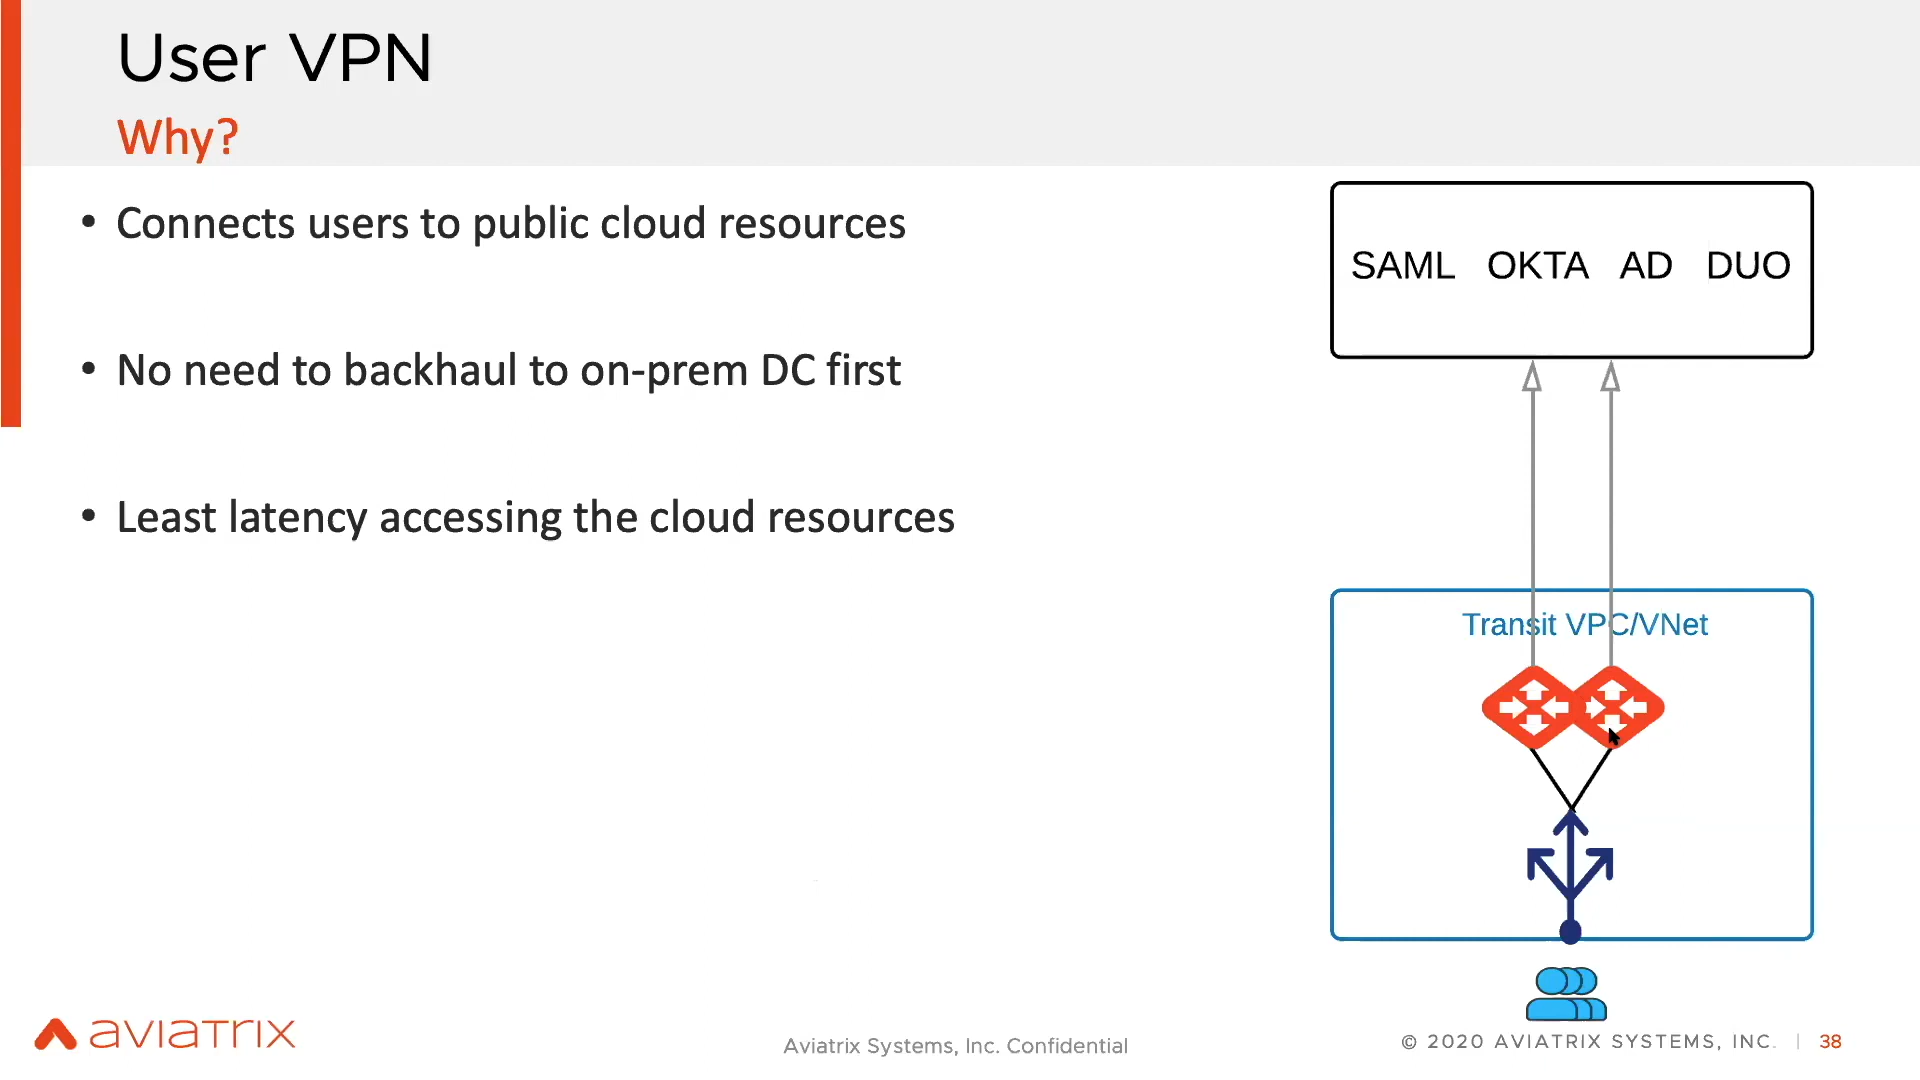 User VPN
Why?
• Connects users to public cloud resources
• No need to backhaul to on-prem DC first
• Least latency accessing the cloud resources
SAML OKTA AD DUO
Transit VPC/VNet
aviatrix
Aviatrix Systems, Inc. Confidential
© 2020 AVIATRIX SYSTEMS, INC. | 38